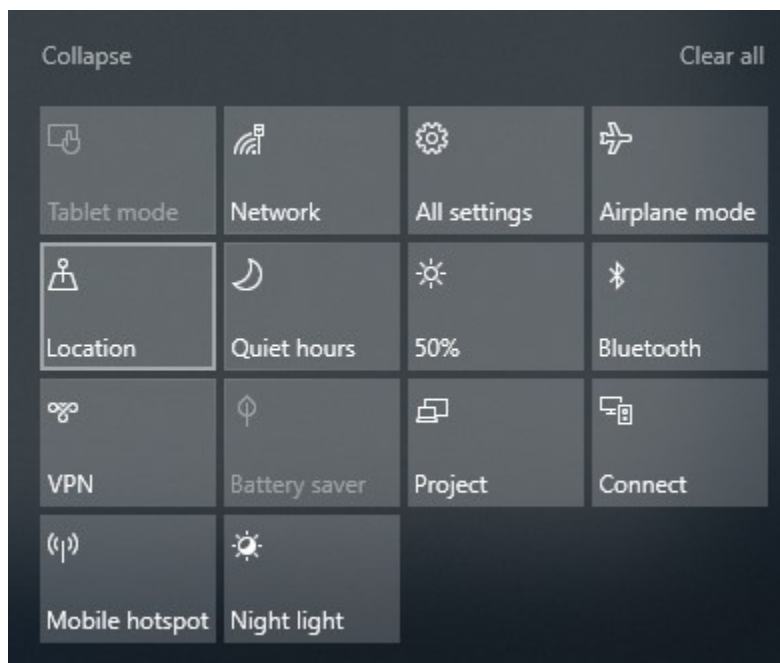 Collapse
Clear all
Tablet mode
Network
All settings
Airplane mode
Location
Quiet hours
50%
Bluetooth
VPN
Battery saver
Project
Connect
Mobile hotspot
Night light